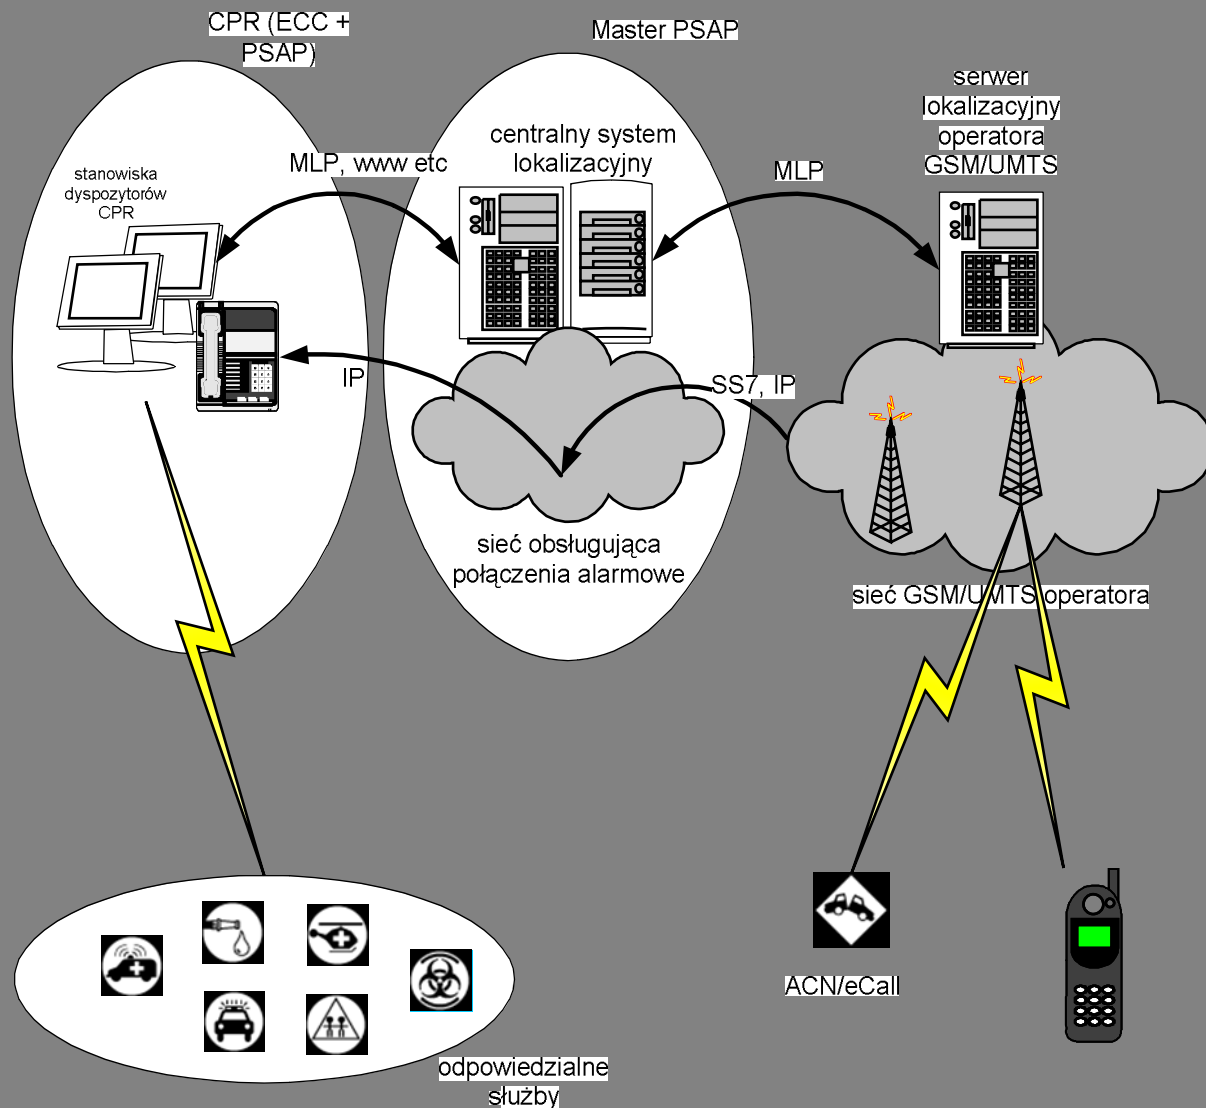 CPR (ECC +
PSAP)
Master PSAP
serwer
lokalizacyjny
operatora
GSM/UMTS
centralny system
lokalizacyjny
MLP, www etc
MLP
stanowiska
dyspozytorów
CPR
IP
SS7, IP
sieć obsługująca
połączenia alarmowe
sieć GSM/UMTS operatora
ACN/eCall
odpowiedzialne
służby